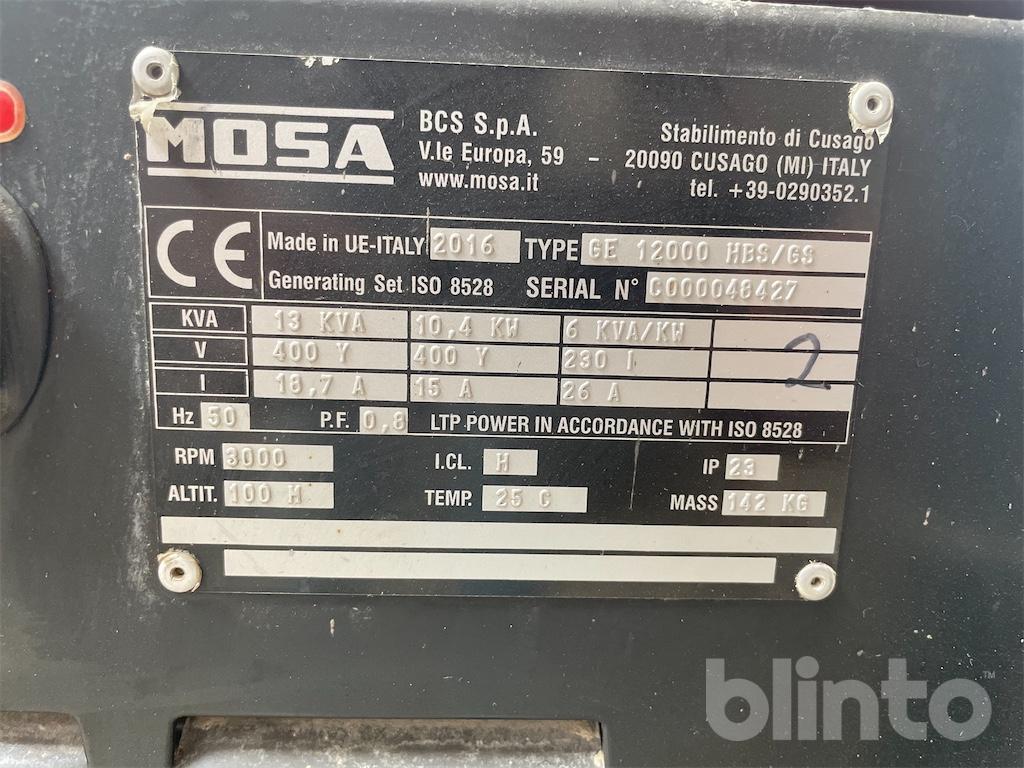 MOSA
BCS S.p.A.
V.le Europa, 59 -
www.mosa.it
Stabilimento di Cusago
20090 CUSAGO (MI) ITALY
tel. +39-0290352.1
CE
Made in UE-ITALY 2016 TYPE GE 12000 HBS/GS
Generating Set ISO 8528 SERIAL N° C000048427
KVA 13 KVA 10,4 KW 6 KVA/KW
V 400 Y 400 Y 230 I 2
I 18,7 A 15 A 26 A
Hz 50 P.F. 0,8 LTP POWER IN ACCORDANCE WITH ISO 8528
RPM 3000 I.CL. H IP 23
ALTIT. 100 M TEMP. 25 C MASS 142 KG
blinto™